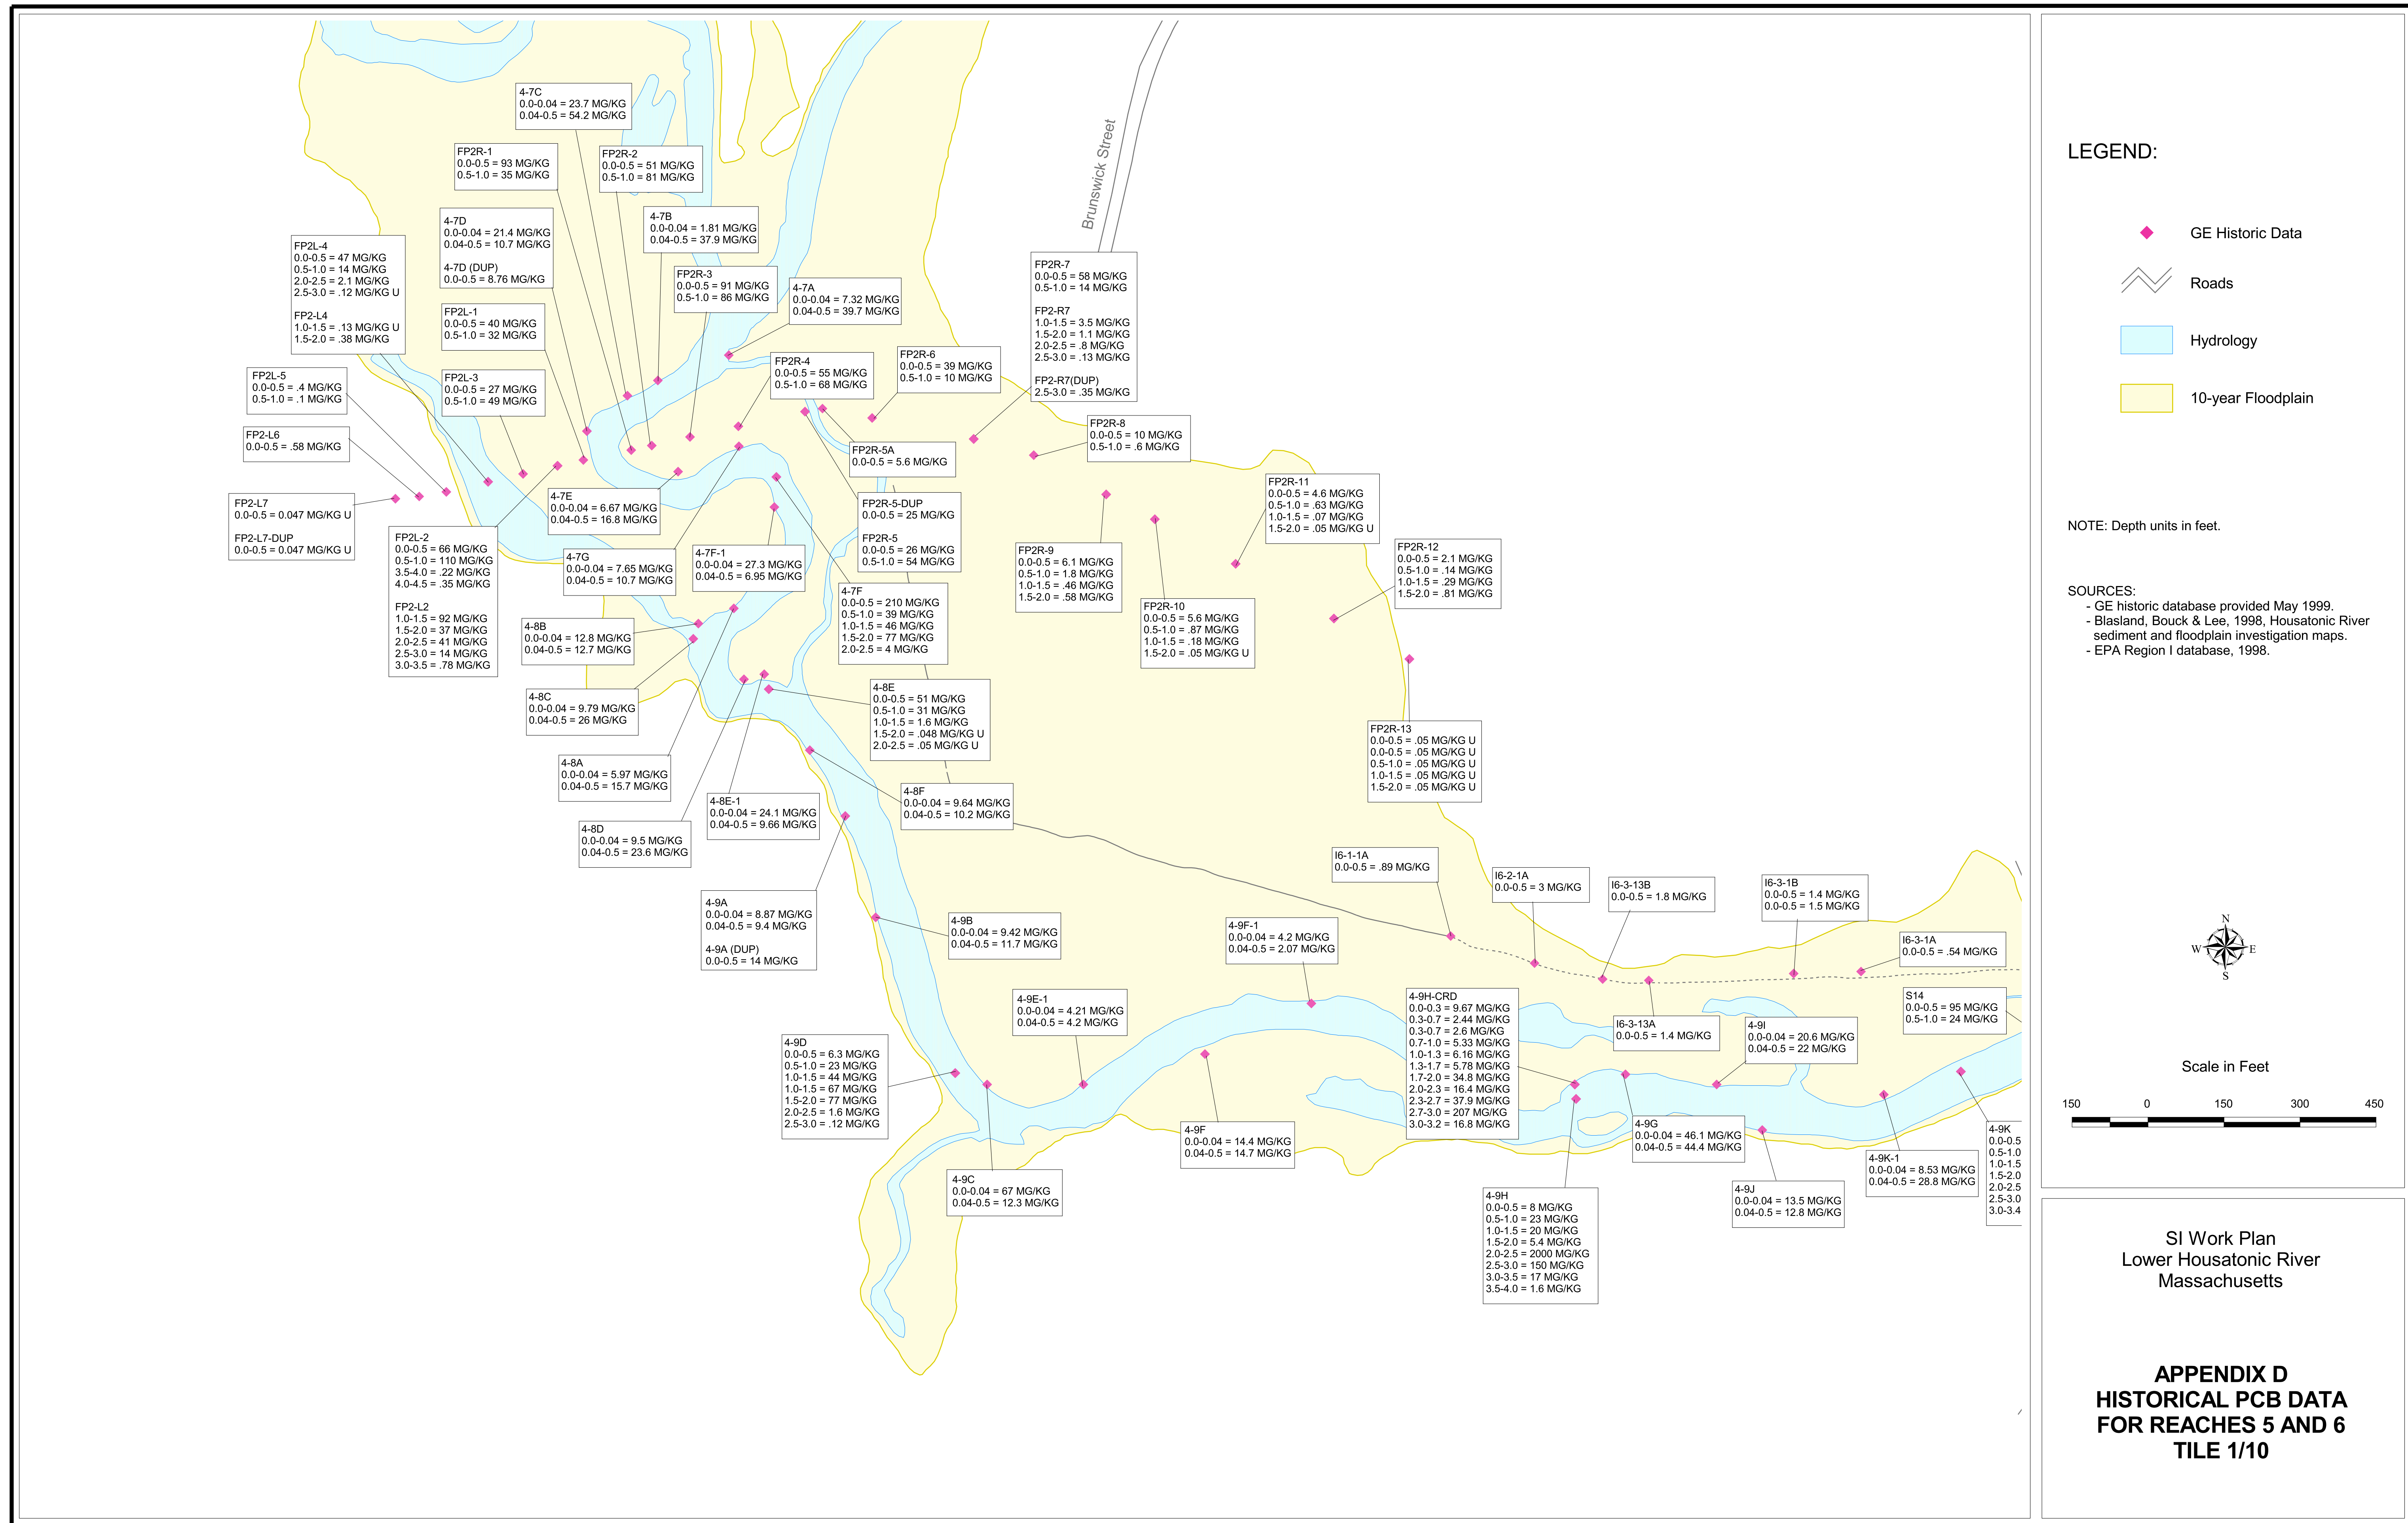 4-7C
0.0-0.04 = 23.7 MG/KG
0.04-0.5 = 54.2 MG/KG
FP2R-1
0.0-0.5 = 93 MG/KG
0.5-1.0 = 35 MG/KG
FP2R-2
0.0-0.5 = 51 MG/KG
0.5-1.0 = 81 MG/KG
Brunswick Street
4-7D
0.0-0.04 = 21.4 MG/KG
0.04-0.5 = 10.7 MG/KG
4-7D (DUP)
0.0-0.5 = 8.76 MG/KG
4-7B
0.0-0.04 = 1.81 MG/KG
0.04-0.5 = 37.9 MG/KG
FP2L-4
0.0-0.5 = 47 MG/KG
0.5-1.0 = 14 MG/KG
2.0-2.5 = 2.1 MG/KG
2.5-3.0 = .12 MG/KG U
FP2-L4
1.0-1.5 = .13 MG/KG U
1.5-2.0 = .38 MG/KG
FP2R-3
0.0-0.5 = 91 MG/KG
0.5-1.0 = 86 MG/KG
4-7A
0.0-0.04 = 7.32 MG/KG
0.04-0.5 = 39.7 MG/KG
FP2R-7
0.0-0.5 = 58 MG/KG
0.5-1.0 = 14 MG/KG
FP2-R7
1.0-1.5 = 3.5 MG/KG
1.5-2.0 = 1.1 MG/KG
2.0-2.5 = .8 MG/KG
2.5-3.0 = .13 MG/KG
FP2-R7(DUP)
2.5-3.0 = .35 MG/KG
FP2L-1
0.0-0.5 = 40 MG/KG
0.5-1.0 = 32 MG/KG
FP2R-4
0.0-0.5 = 55 MG/KG
0.5-1.0 = 68 MG/KG
FP2R-6
0.0-0.5 = 39 MG/KG
0.5-1.0 = 10 MG/KG
FP2L-5
0.0-0.5 = .4 MG/KG
0.5-1.0 = .1 MG/KG
FP2L-3
0.0-0.5 = 27 MG/KG
0.5-1.0 = 49 MG/KG
FP2-L6
0.0-0.5 = .58 MG/KG
FP2R-5A
0.0-0.5 = 5.6 MG/KG
FP2R-8
0.0-0.5 = 10 MG/KG
0.5-1.0 = .6 MG/KG
FP2-L7
0.0-0.5 = 0.047 MG/KG U
FP2-L7-DUP
0.0-0.5 = 0.047 MG/KG U
4-7E
0.0-0.04 = 6.67 MG/KG
0.04-0.5 = 16.8 MG/KG
FP2R-5-DUP
0.0-0.5 = 25 MG/KG
FP2R-5
0.0-0.5 = 26 MG/KG
0.5-1.0 = 54 MG/KG
FP2R-11
0.0-0.5 = 4.6 MG/KG
0.5-1.0 = .63 MG/KG
1.0-1.5 = .07 MG/KG
1.5-2.0 = .05 MG/KG U
FP2L-2
0.0-0.5 = 66 MG/KG
0.5-1.0 = 110 MG/KG
3.5-4.0 = .22 MG/KG
4.0-4.5 = .35 MG/KG
FP2-L2
1.0-1.5 = 92 MG/KG
1.5-2.0 = 37 MG/KG
2.0-2.5 = 41 MG/KG
2.5-3.0 = 14 MG/KG
3.0-3.5 = .78 MG/KG
4-7G
0.0-0.04 = 7.65 MG/KG
0.04-0.5 = 10.7 MG/KG
4-7F-1
0.0-0.04 = 27.3 MG/KG
0.04-0.5 = 6.95 MG/KG
FP2R-9
0.0-0.5 = 6.1 MG/KG
0.5-1.0 = 1.8 MG/KG
1.0-1.5 = .46 MG/KG
1.5-2.0 = .58 MG/KG
FP2R-12
0.0-0.5 = 2.1 MG/KG
0.5-1.0 = .14 MG/KG
1.0-1.5 = .29 MG/KG
1.5-2.0 = .81 MG/KG
4-7F
0.0-0.5 = 210 MG/KG
0.5-1.0 = 39 MG/KG
1.0-1.5 = 46 MG/KG
1.5-2.0 = 77 MG/KG
2.0-2.5 = 4 MG/KG
FP2R-10
0.0-0.5 = 5.6 MG/KG
0.5-1.0 = .87 MG/KG
1.0-1.5 = .18 MG/KG
1.5-2.0 = .05 MG/KG U
4-8B
0.0-0.04 = 12.8 MG/KG
0.04-0.5 = 12.7 MG/KG
4-8C
0.0-0.04 = 9.79 MG/KG
0.04-0.5 = 26 MG/KG
4-8E
0.0-0.5 = 51 MG/KG
0.5-1.0 = 31 MG/KG
1.0-1.5 = 1.6 MG/KG
1.5-2.0 = .048 MG/KG U
2.0-2.5 = .05 MG/KG U
FP2R-13
0.0-0.5 = .05 MG/KG U
0.0-0.5 = .05 MG/KG U
0.5-1.0 = .05 MG/KG U
1.0-1.5 = .05 MG/KG U
1.5-2.0 = .05 MG/KG U
4-8A
0.0-0.04 = 5.97 MG/KG
0.04-0.5 = 15.7 MG/KG
4-8E-1
0.0-0.04 = 24.1 MG/KG
0.04-0.5 = 9.66 MG/KG
4-8F
0.0-0.04 = 9.64 MG/KG
0.04-0.5 = 10.2 MG/KG
4-8D
0.0-0.04 = 9.5 MG/KG
0.04-0.5 = 23.6 MG/KG
I6-1-1A
0.0-0.5 = .89 MG/KG
I6-2-1A
0.0-0.5 = 3 MG/KG
I6-3-13B
0.0-0.5 = 1.8 MG/KG
I6-3-1B
0.0-0.5 = 1.4 MG/KG
0.0-0.5 = 1.5 MG/KG
4-9A
0.0-0.04 = 8.87 MG/KG
0.04-0.5 = 9.4 MG/KG
4-9A (DUP)
0.0-0.5 = 14 MG/KG
4-9B
0.0-0.04 = 9.42 MG/KG
0.04-0.5 = 11.7 MG/KG
4-9F-1
0.0-0.04 = 4.2 MG/KG
0.04-0.5 = 2.07 MG/KG
I6-3-1A
0.0-0.5 = .54 MG/KG
4-9E-1
0.0-0.04 = 4.21 MG/KG
0.04-0.5 = 4.2 MG/KG
4-9H-CRD
0.0-0.3 = 9.67 MG/KG
0.3-0.7 = 2.44 MG/KG
0.3-0.7 = 2.6 MG/KG
0.7-1.0 = 5.33 MG/KG
1.0-1.3 = 6.16 MG/KG
1.3-1.7 = 5.78 MG/KG
1.7-2.0 = 34.8 MG/KG
2.0-2.3 = 16.4 MG/KG
2.3-2.7 = 37.9 MG/KG
2.7-3.0 = 207 MG/KG
3.0-3.2 = 16.8 MG/KG
I6-3-13A
0.0-0.5 = 1.4 MG/KG
4-9I
0.0-0.04 = 20.6 MG/KG
0.04-0.5 = 22 MG/KG
S14
0.0-0.5 = 95 MG/KG
0.5-1.0 = 24 MG/KG
4-9D
0.0-0.5 = 6.3 MG/KG
0.5-1.0 = 23 MG/KG
1.0-1.5 = 44 MG/KG
1.0-1.5 = 67 MG/KG
1.5-2.0 = 77 MG/KG
2.0-2.5 = 1.6 MG/KG
2.5-3.0 = .12 MG/KG
4-9F
0.0-0.04 = 14.4 MG/KG
0.04-0.5 = 14.7 MG/KG
4-9G
0.0-0.04 = 46.1 MG/KG
0.04-0.5 = 44.4 MG/KG
4-9K
0.0-0.5
0.5-1.0
1.0-1.5
1.5-2.0
2.0-2.5
2.5-3.0
3.0-3.4
4-9C
0.0-0.04 = 67 MG/KG
0.04-0.5 = 12.3 MG/KG
4-9K-1
0.0-0.04 = 8.53 MG/KG
0.04-0.5 = 28.8 MG/KG
4-9H
0.0-0.5 = 8 MG/KG
0.5-1.0 = 23 MG/KG
1.0-1.5 = 20 MG/KG
1.5-2.0 = 5.4 MG/KG
2.0-2.5 = 2000 MG/KG
2.5-3.0 = 150 MG/KG
3.0-3.5 = 17 MG/KG
3.5-4.0 = 1.6 MG/KG
4-9J
0.0-0.04 = 13.5 MG/KG
0.04-0.5 = 12.8 MG/KG
LEGEND:
GE Historic Data
Roads
Hydrology
10-year Floodplain
NOTE: Depth units in feet.
SOURCES:
- GE historic database provided May 1999.
- Blasland, Bouck & Lee, 1998, Housatonic River
sediment and floodplain investigation maps.
- EPA Region I database, 1998.
N
W E
S
Scale in Feet
150 0 150 300 450
SI Work Plan
Lower Housatonic River
Massachusetts
APPENDIX D
HISTORICAL PCB DATA
FOR REACHES 5 AND 6
TILE 1/10